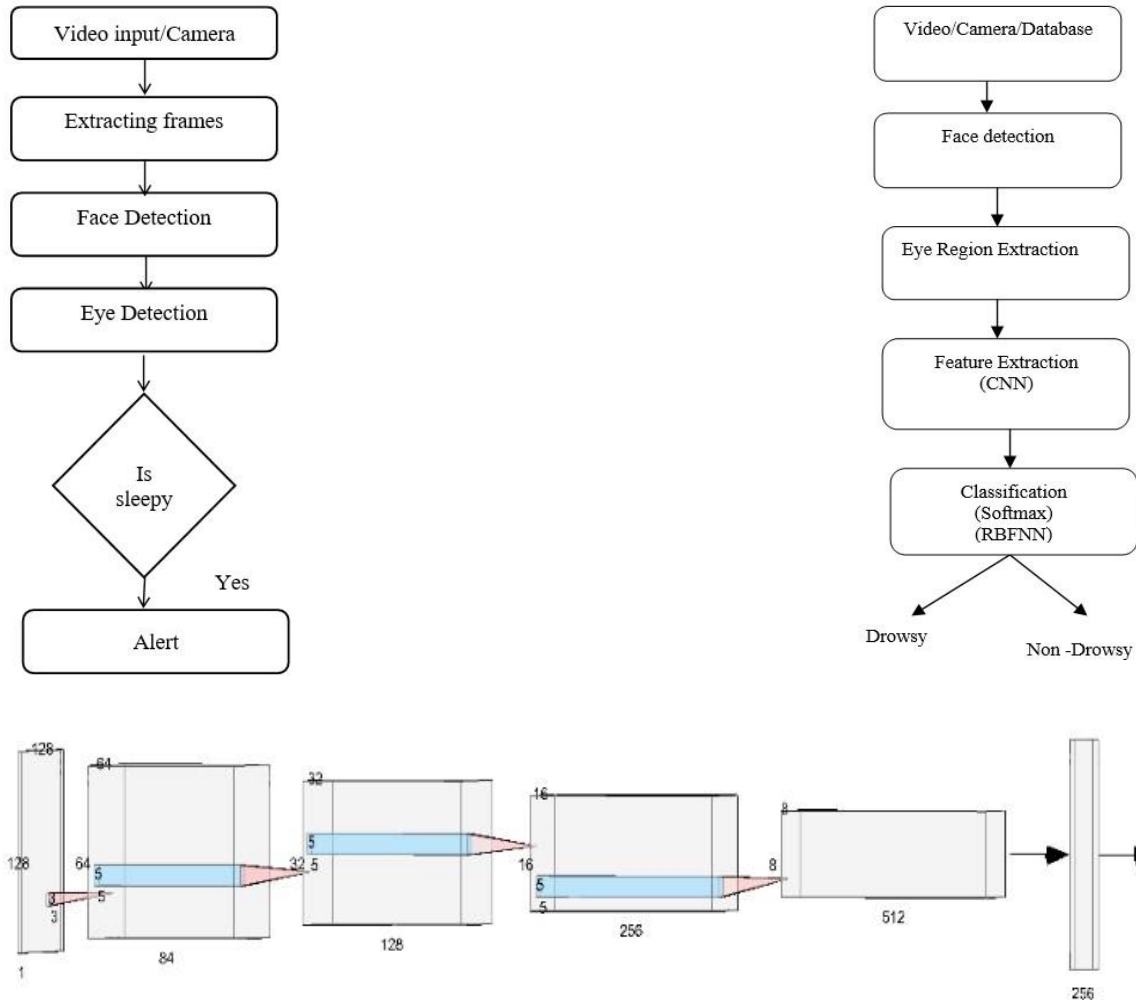 Video input/Camera
Extracting frames
Face Detection
Eye Detection
Is
sleepy
Yes
Alert
Video/Camera/Database
Face detection
Eye Region Extraction
Feature Extraction
(CNN)
Classification
(Softmax)
(RBFNN)
Drowsy
Non -Drowsy
128
128
3
3
1
64
64
5
5
84
32
32
5
5
128
16
16
5
5
256
8
8
512
256